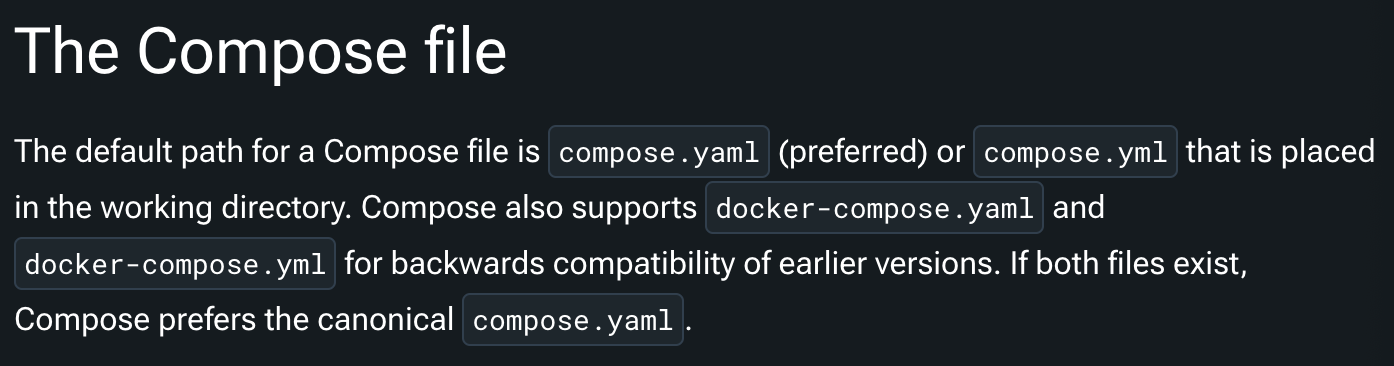 The Compose file
The default path for a Compose file is compose.yaml (preferred) or compose.yml that is placed
in the working directory. Compose also supports docker-compose.yaml and
docker-compose.yml for backwards compatibility of earlier versions. If both files exist,
Compose prefers the canonical compose.yaml.